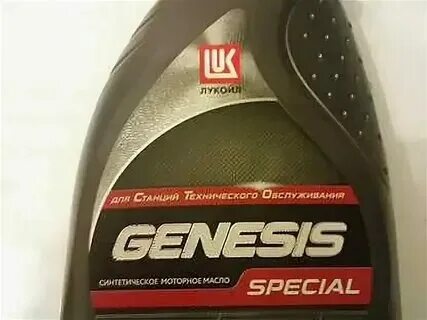 LUK
ЛУКОЙЛ
для Станций Технического Обслуживания
GENESIS
СИНТЕТИЧЕСКОЕ МОТОРНОЕ МАСЛО
SPECIAL